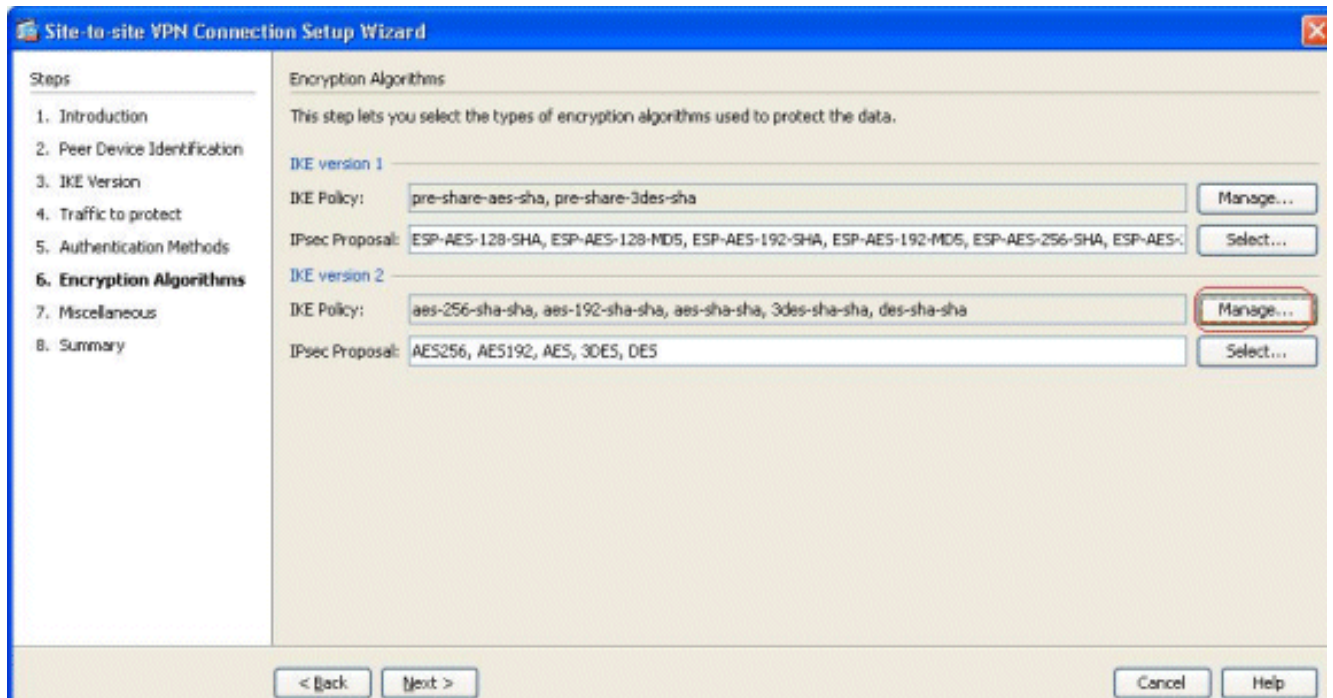 Site-to-site VPN Connection Setup Wizard
Steps
1. Introduction
2. Peer Device Identification
3. IKE Version
4. Traffic to protect
5. Authentication Methods
6. Encryption Algorithms
7. Miscellaneous
8. Summary
Encryption Algorithms
This step lets you select the types of encryption algorithms used to protect the data.
IKE version 1
IKE Policy: pre-share-aes-sha, pre-share-3des-sha Manage...
IPsec Proposal: ESP-AES-128-SHA, ESP-AES-128-MD5, ESP-AES-192-SHA, ESP-AES-192-MD5, ESP-AES-256-SHA, ESP-AES- Select...
IKE version 2
IKE Policy: aes-256-sha-sha, aes-192-sha-sha, aes-sha-sha, 3des-sha-sha, des-sha-sha Manage...
IPsec Proposal: AES256, AES192, AES, 3DES, DES Select...
< Back Next > Cancel Help